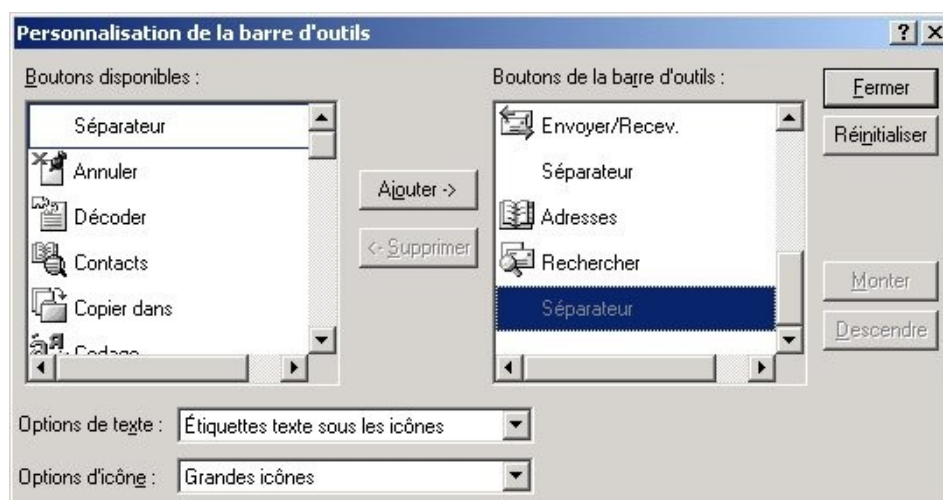 Personnalisation de la barre d'outils
Boutons disponibles :
Séparateur
Annuler
Décoder
Contacts
Copier dans
Codage
Ajouter ->
<- Supprimer
Boutons de la barre d'outils :
Envoyer/Recev.
Séparateur
Adresses
Rechercher
Séparateur
Fermer
Réinitialiser
Monter
Descendre
Options de texte :
Étiquettes texte sous les icônes
Options d'icône :
Grandes icônes